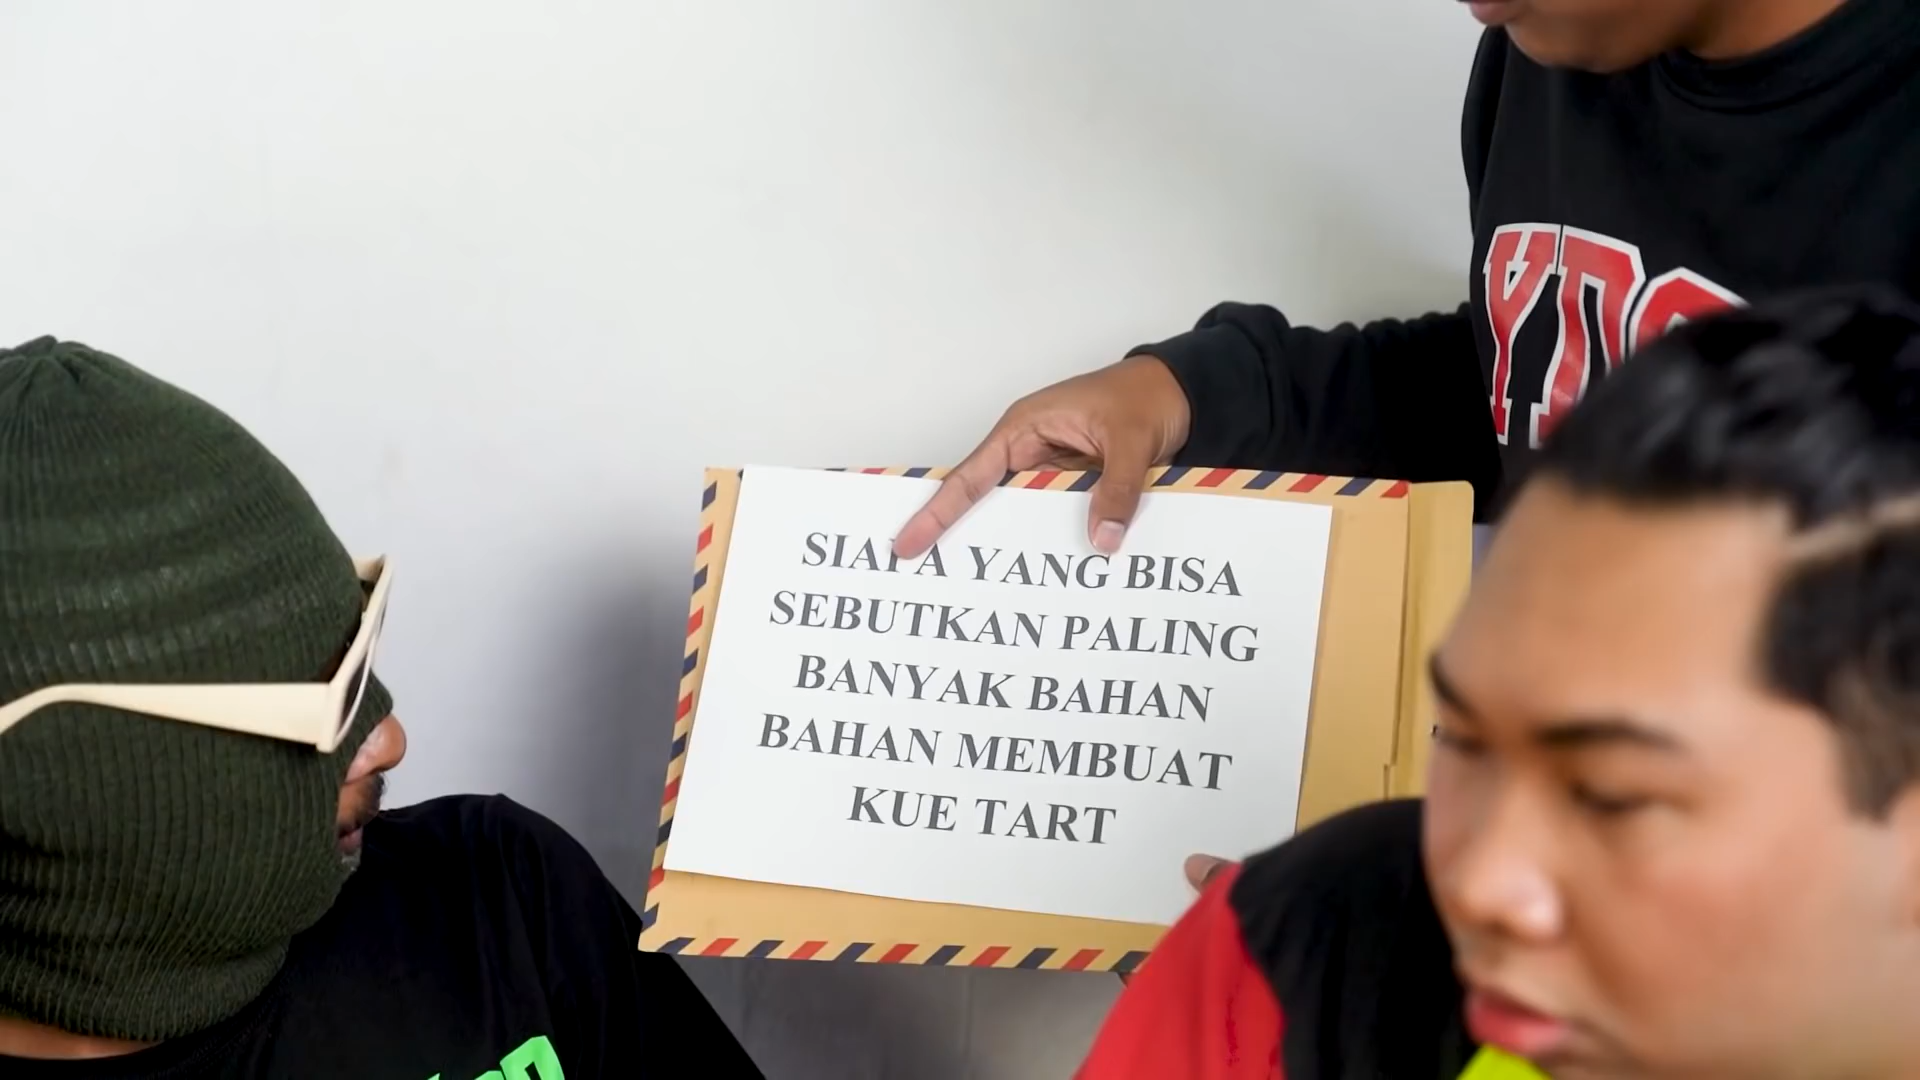 SIAPA YANG BISA
SEBUTKAN PALING
BANYAK BAHAN
BAHAN MEMBUAT
KUE TART